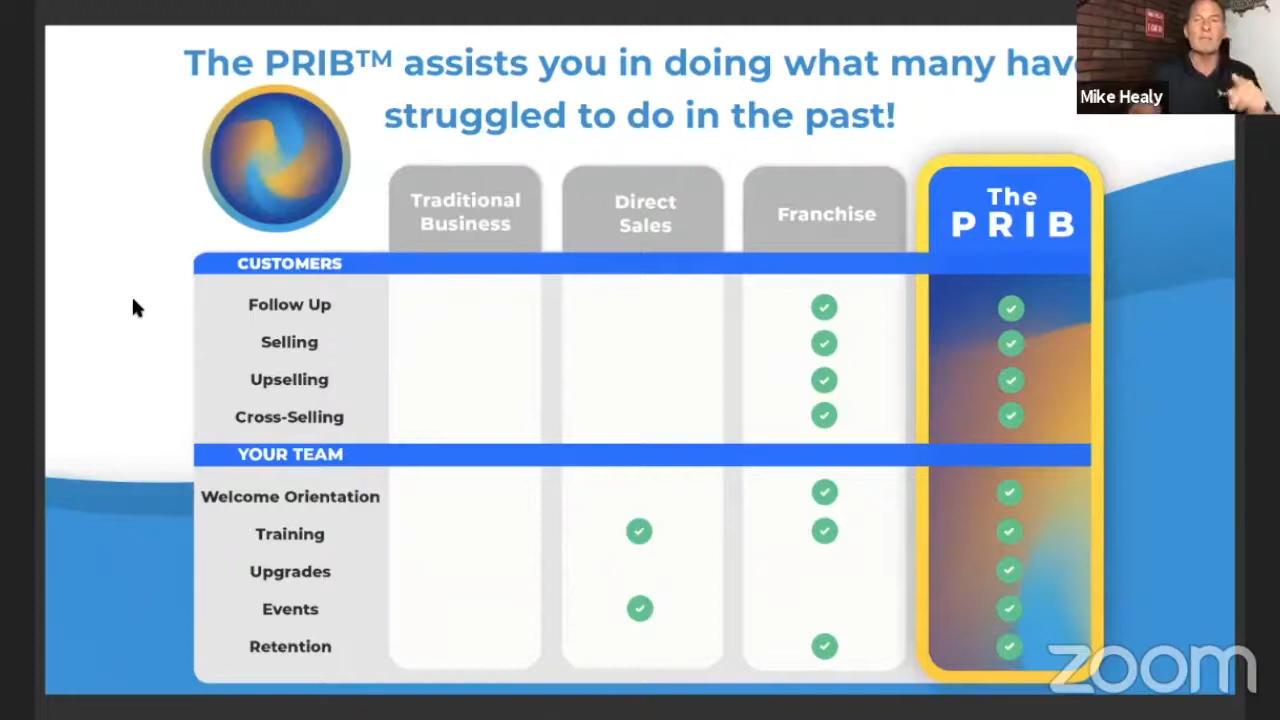 The PRIB™ assists you in doing what many have
struggled to do in the past!
Mike Healy
Traditional
Business
Direct
Sales
Franchise
The
PRIB
CUSTOMERS
Follow Up
Selling
Upselling
Cross-Selling
YOUR TEAM
Welcome Orientation
Training
Upgrades
Events
Retention
zoom